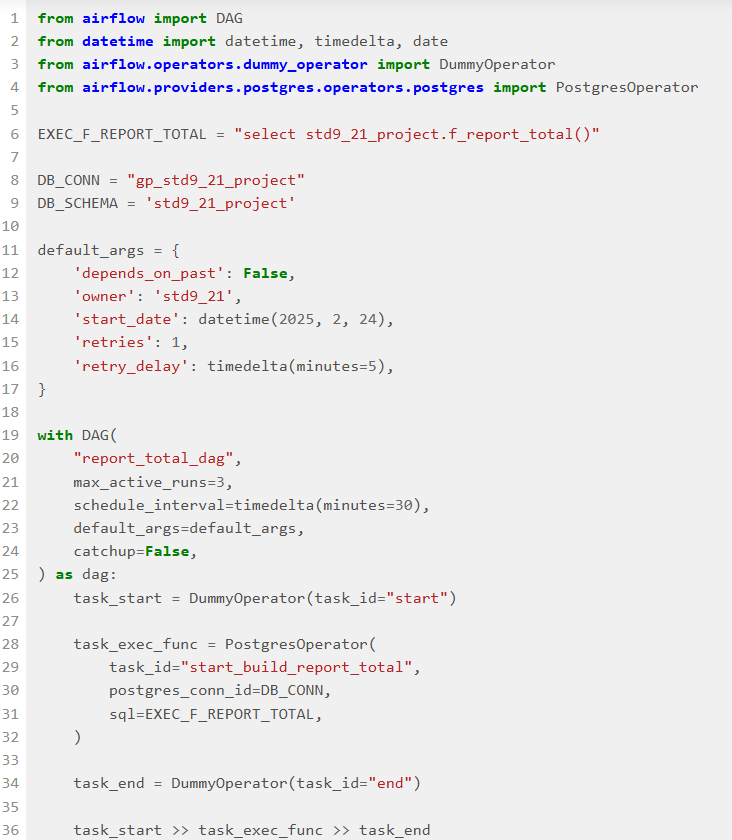 1 from airflow import DAG
2 from datetime import datetime, timedelta, date
3 from airflow.operators.dummy_operator import DummyOperator
4 from airflow.providers.postgres.operators.postgres import PostgresOperator
5
6 EXEC_F_REPORT_TOTAL = "select std9_21_project.f_report_total()"
7
8 DB_CONN = "gp_std9_21_project"
9 DB_SCHEMA = 'std9_21_project'
10
11 default_args = {
12     'depends_on_past': False,
13     'owner': 'std9_21',
14     'start_date': datetime(2025, 2, 24),
15     'retries': 1,
16     'retry_delay': timedelta(minutes=5),
17 }
18
19 with DAG(
20     "report_total_dag",
21     max_active_runs=3,
22     schedule_interval=timedelta(minutes=30),
23     default_args=default_args,
24     catchup=False,
25 ) as dag:
26     task_start = DummyOperator(task_id="start")
27
28     task_exec_func = PostgresOperator(
29         task_id="start_build_report_total",
30         postgres_conn_id=DB_CONN,
31         sql=EXEC_F_REPORT_TOTAL,
32     )
33
34     task_end = DummyOperator(task_id="end")
35
36     task_start >> task_exec_func >> task_end